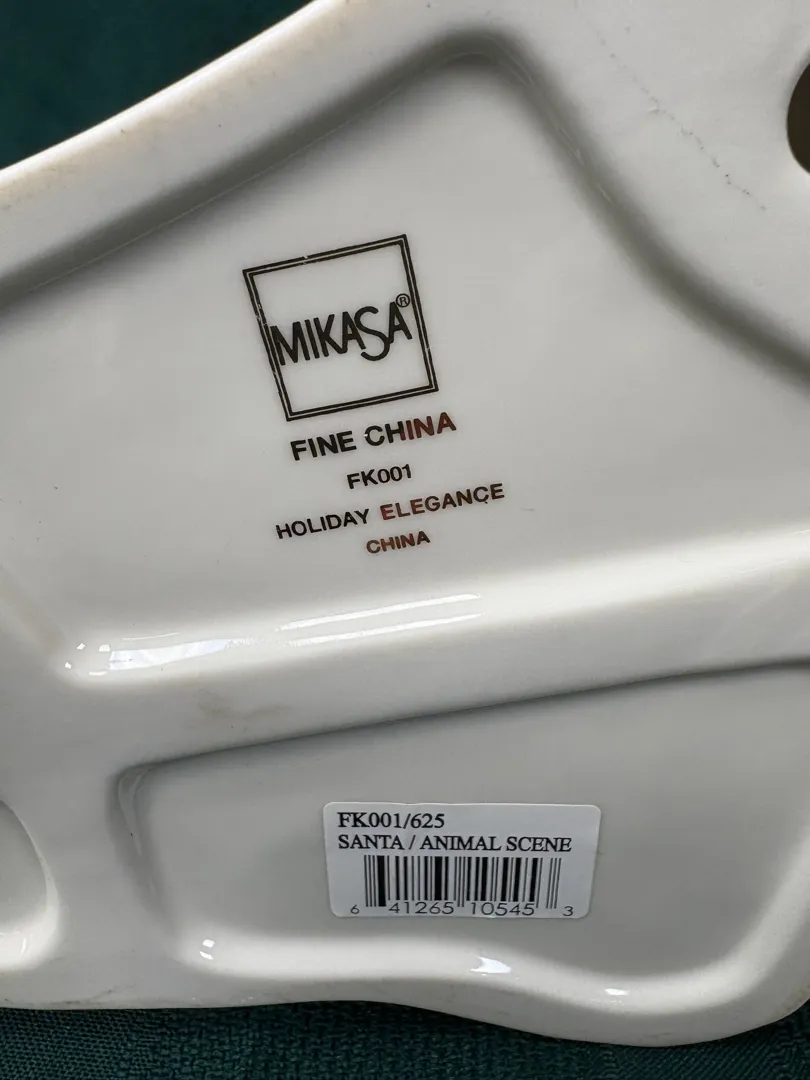 MIKASA®
FINE CHINA
FK001
HOLIDAY ELEGANCE
CHINA
FK001/625
SANTA / ANIMAL SCENE
6 41265 10545 3